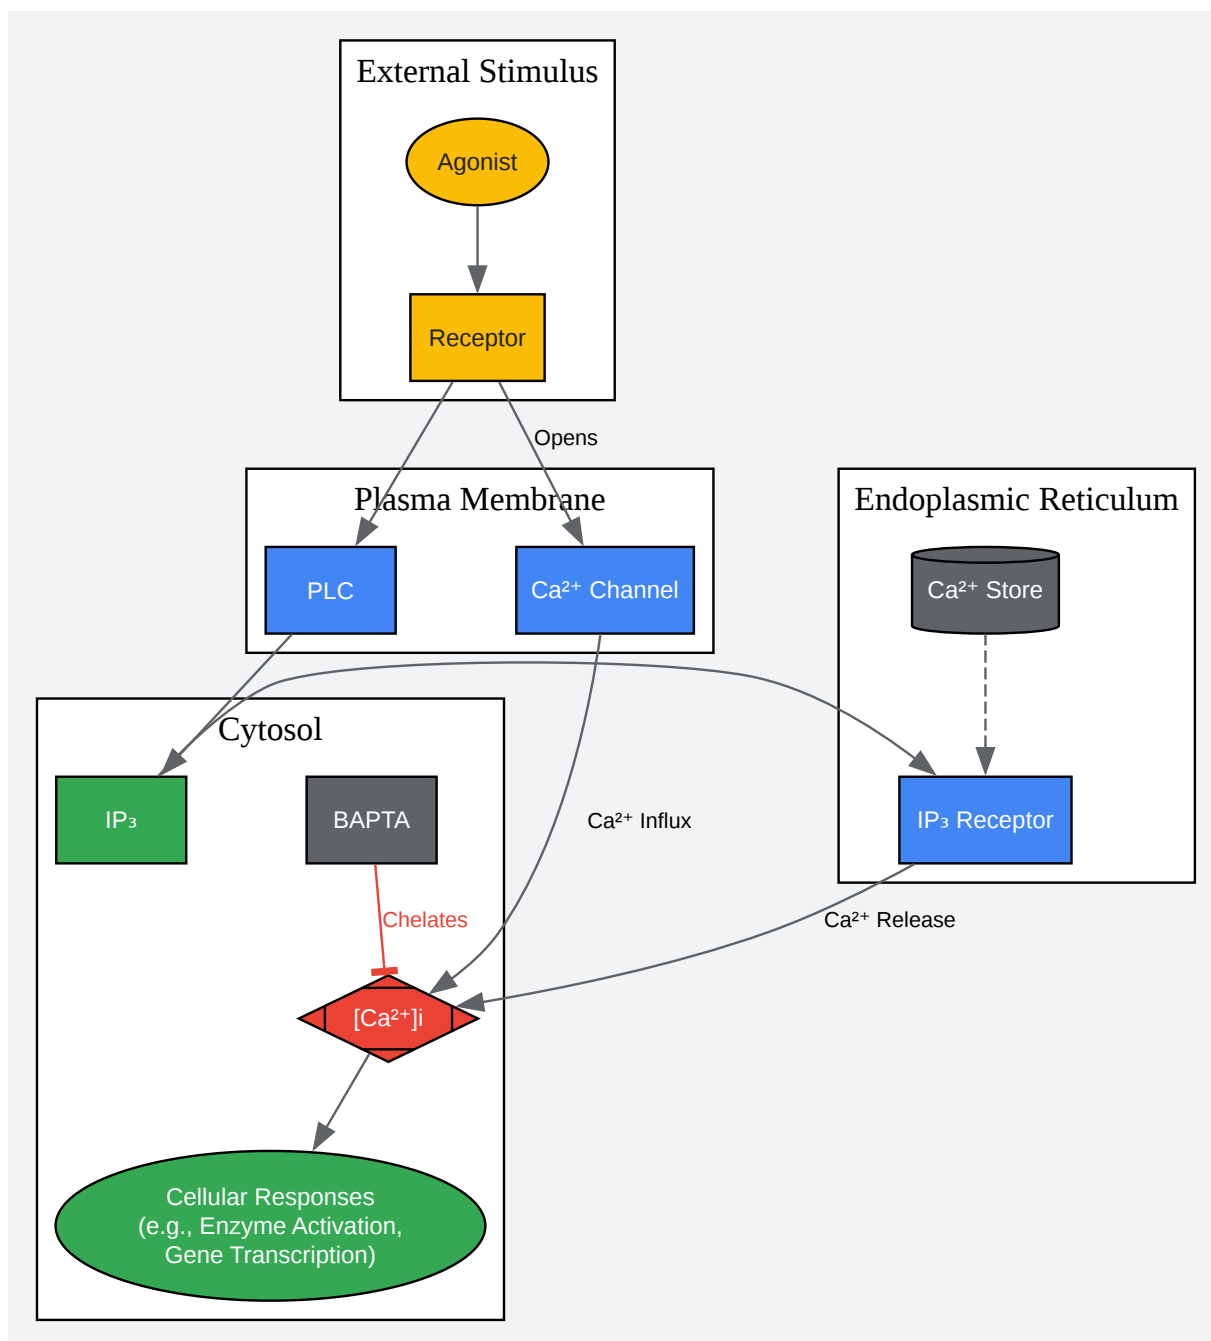 External Stimulus
Agonist
Receptor
Opens
Plasma Membrane
PLC
Ca²⁺ Channel
Endoplasmic Reticulum
Ca²⁺ Store
Cytosol
IP₃
BAPTA
Ca²⁺ Influx
IP₃ Receptor
Chelates
Ca²⁺ Release
[Ca²⁺]i
Cellular Responses
(e.g., Enzyme Activation,
Gene Transcription)